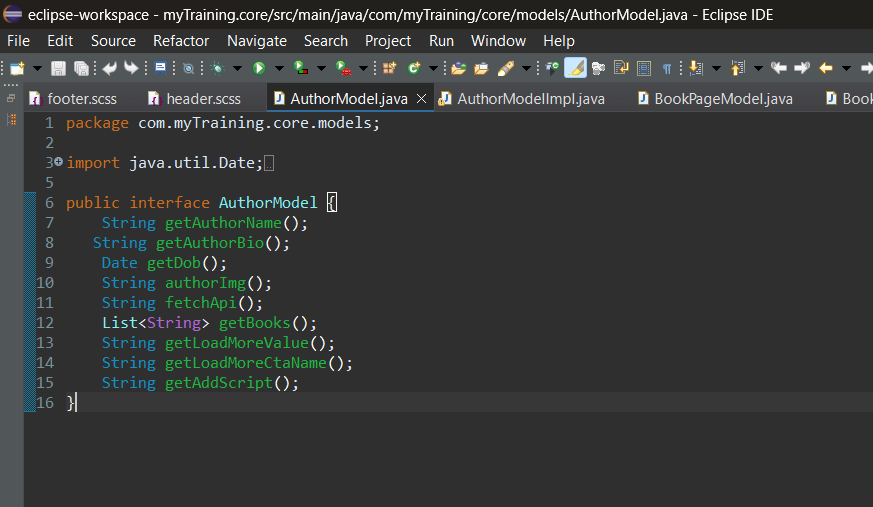 eclipse-workspace - myTraining.core/src/main/java/com/myTraining/core/models/AuthorModel.java - Eclipse IDE
File Edit Source Refactor Navigate Search Project Run Window Help
footer.scss header.scss AuthorModel.java AuthorModelImpl.java BookPageModel.java Book
1 package com.myTraining.core.models;
2
3 import java.util.Date;
5
6 public interface AuthorModel {
7 String getAuthorName();
8 String getAuthorBio();
9 Date getDob();
10 String authorImg();
11 String fetchApi();
12 List<String> getBooks();
13 String getLoadMoreValue();
14 String getLoadMoreCtaName();
15 String getAddScript();
16 }